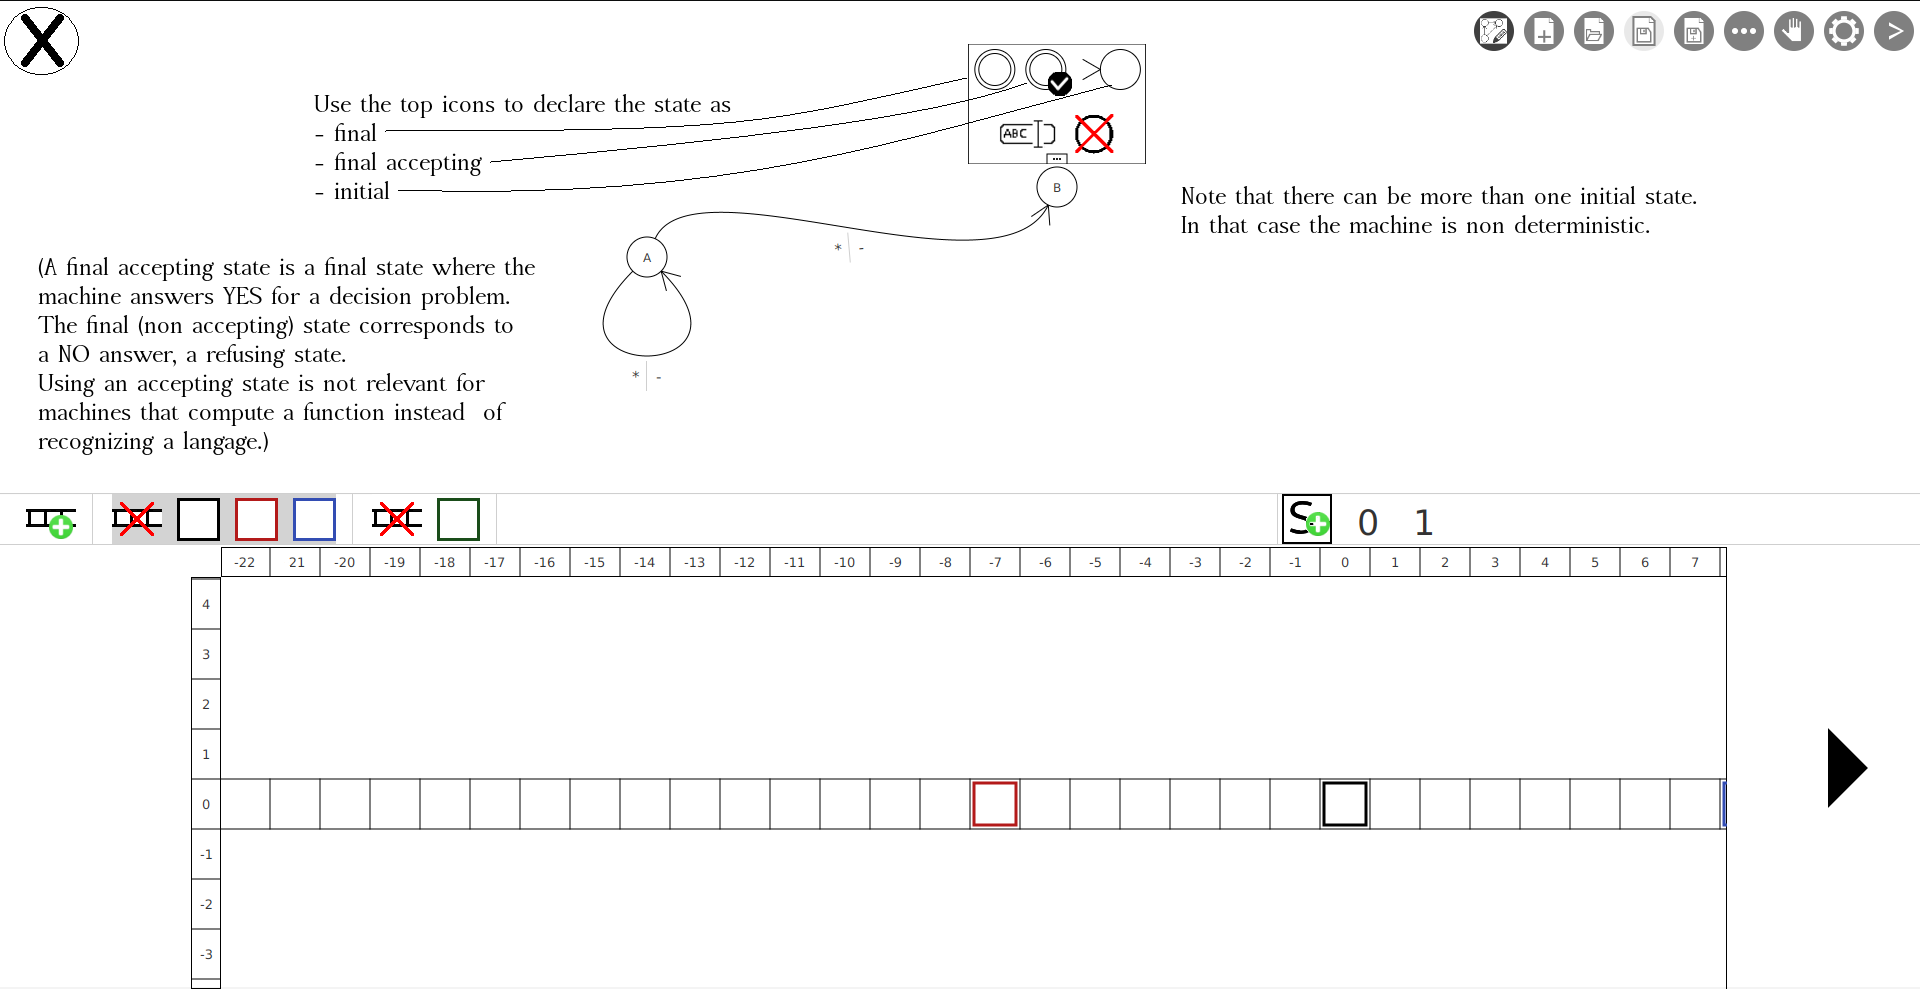 X
Use the top icons to declare the state as
- final
- final accepting
- initial
ABC
...
B
Note that there can be more than one initial state.
In that case the machine is non deterministic.
A
* -
(A final accepting state is a final state where the
machine answers YES for a decision problem.
The final (non accepting) state corresponds to
a NO answer, a refusing state.
Using an accepting state is not relevant for
machines that compute a function instead  of
recognizing a langage.)
* -
S 0 1
-22 21 -20 -19 -18 -17 -16 -15 -14 -13 -12 -11 -10 -9 -8 -7 -6 -5 -4 -3 -2 -1 0 1 2 3 4 5 6 7
4
3
2
1
0
-1
-2
-3